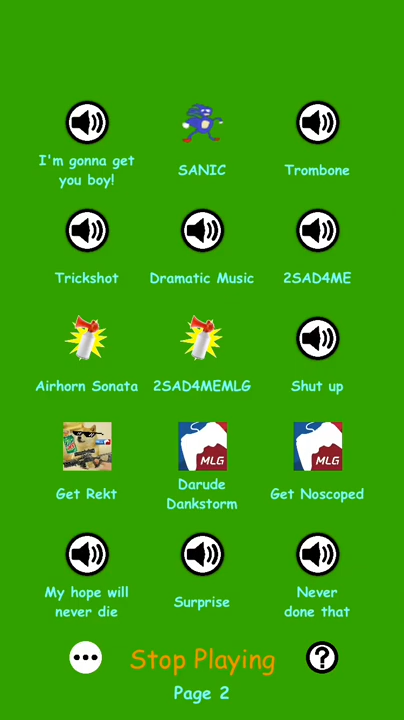 I'm gonna get
you boy!
SANIC
Trombone
Trickshot
Dramatic Music
2SAD4ME
Airhorn Sonata
2SAD4MEMLG
Shut up
MLG
MLG
Get Rekt
Darude
Dankstorm
Get Noscoped
My hope will
never die
Surprise
Never
done that
...
Stop Playing
?
Page 2